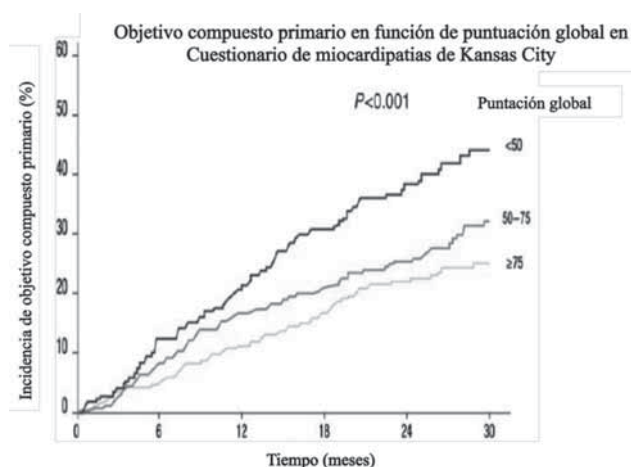 Objetivo compuesto primario en función de puntuación global en
Cuestionario de miocardipatias de Kansas City
P<0.001
Puntación global
Incidencia de objetivo compuesto primario (%)
60
50
40
30
20
10
0
<50
50–75
≥75
0 6 12 18 24 30
Tiempo (meses)